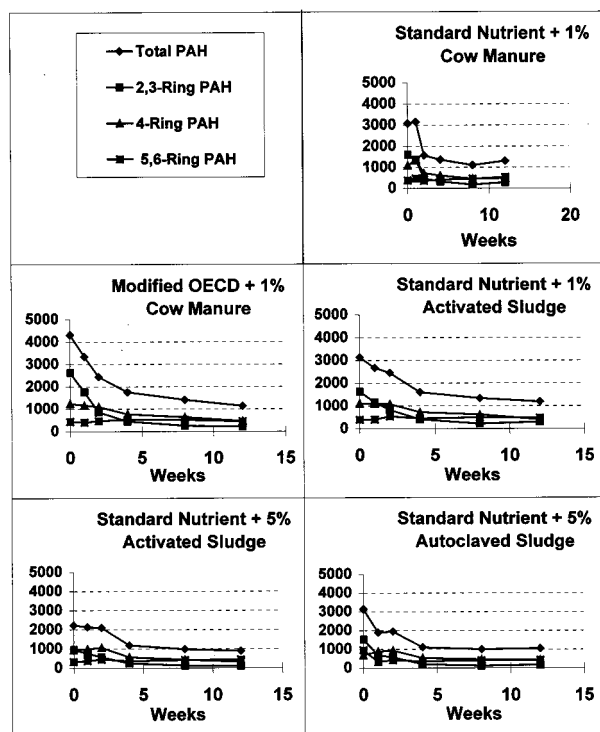 Total PAH
2,3-Ring PAH
4-Ring PAH
5,6-Ring PAH
Standard Nutrient + 1%
Cow Manure
5000
4000
3000
2000
1000
0
0 10 20
Weeks
Modified OECD + 1%
Cow Manure
5000
4000
3000
2000
1000
0
0 5 10 15
Weeks
Standard Nutrient + 1%
Activated Sludge
5000
4000
3000
2000
1000
0
0 5 10 15
Weeks
Standard Nutrient + 5%
Activated Sludge
5000
4000
3000
2000
1000
0
0 5 10 15
Weeks
Standard Nutrient + 5%
Autoclaved Sludge
5000
4000
3000
2000
1000
0
0 5 10 15
Weeks